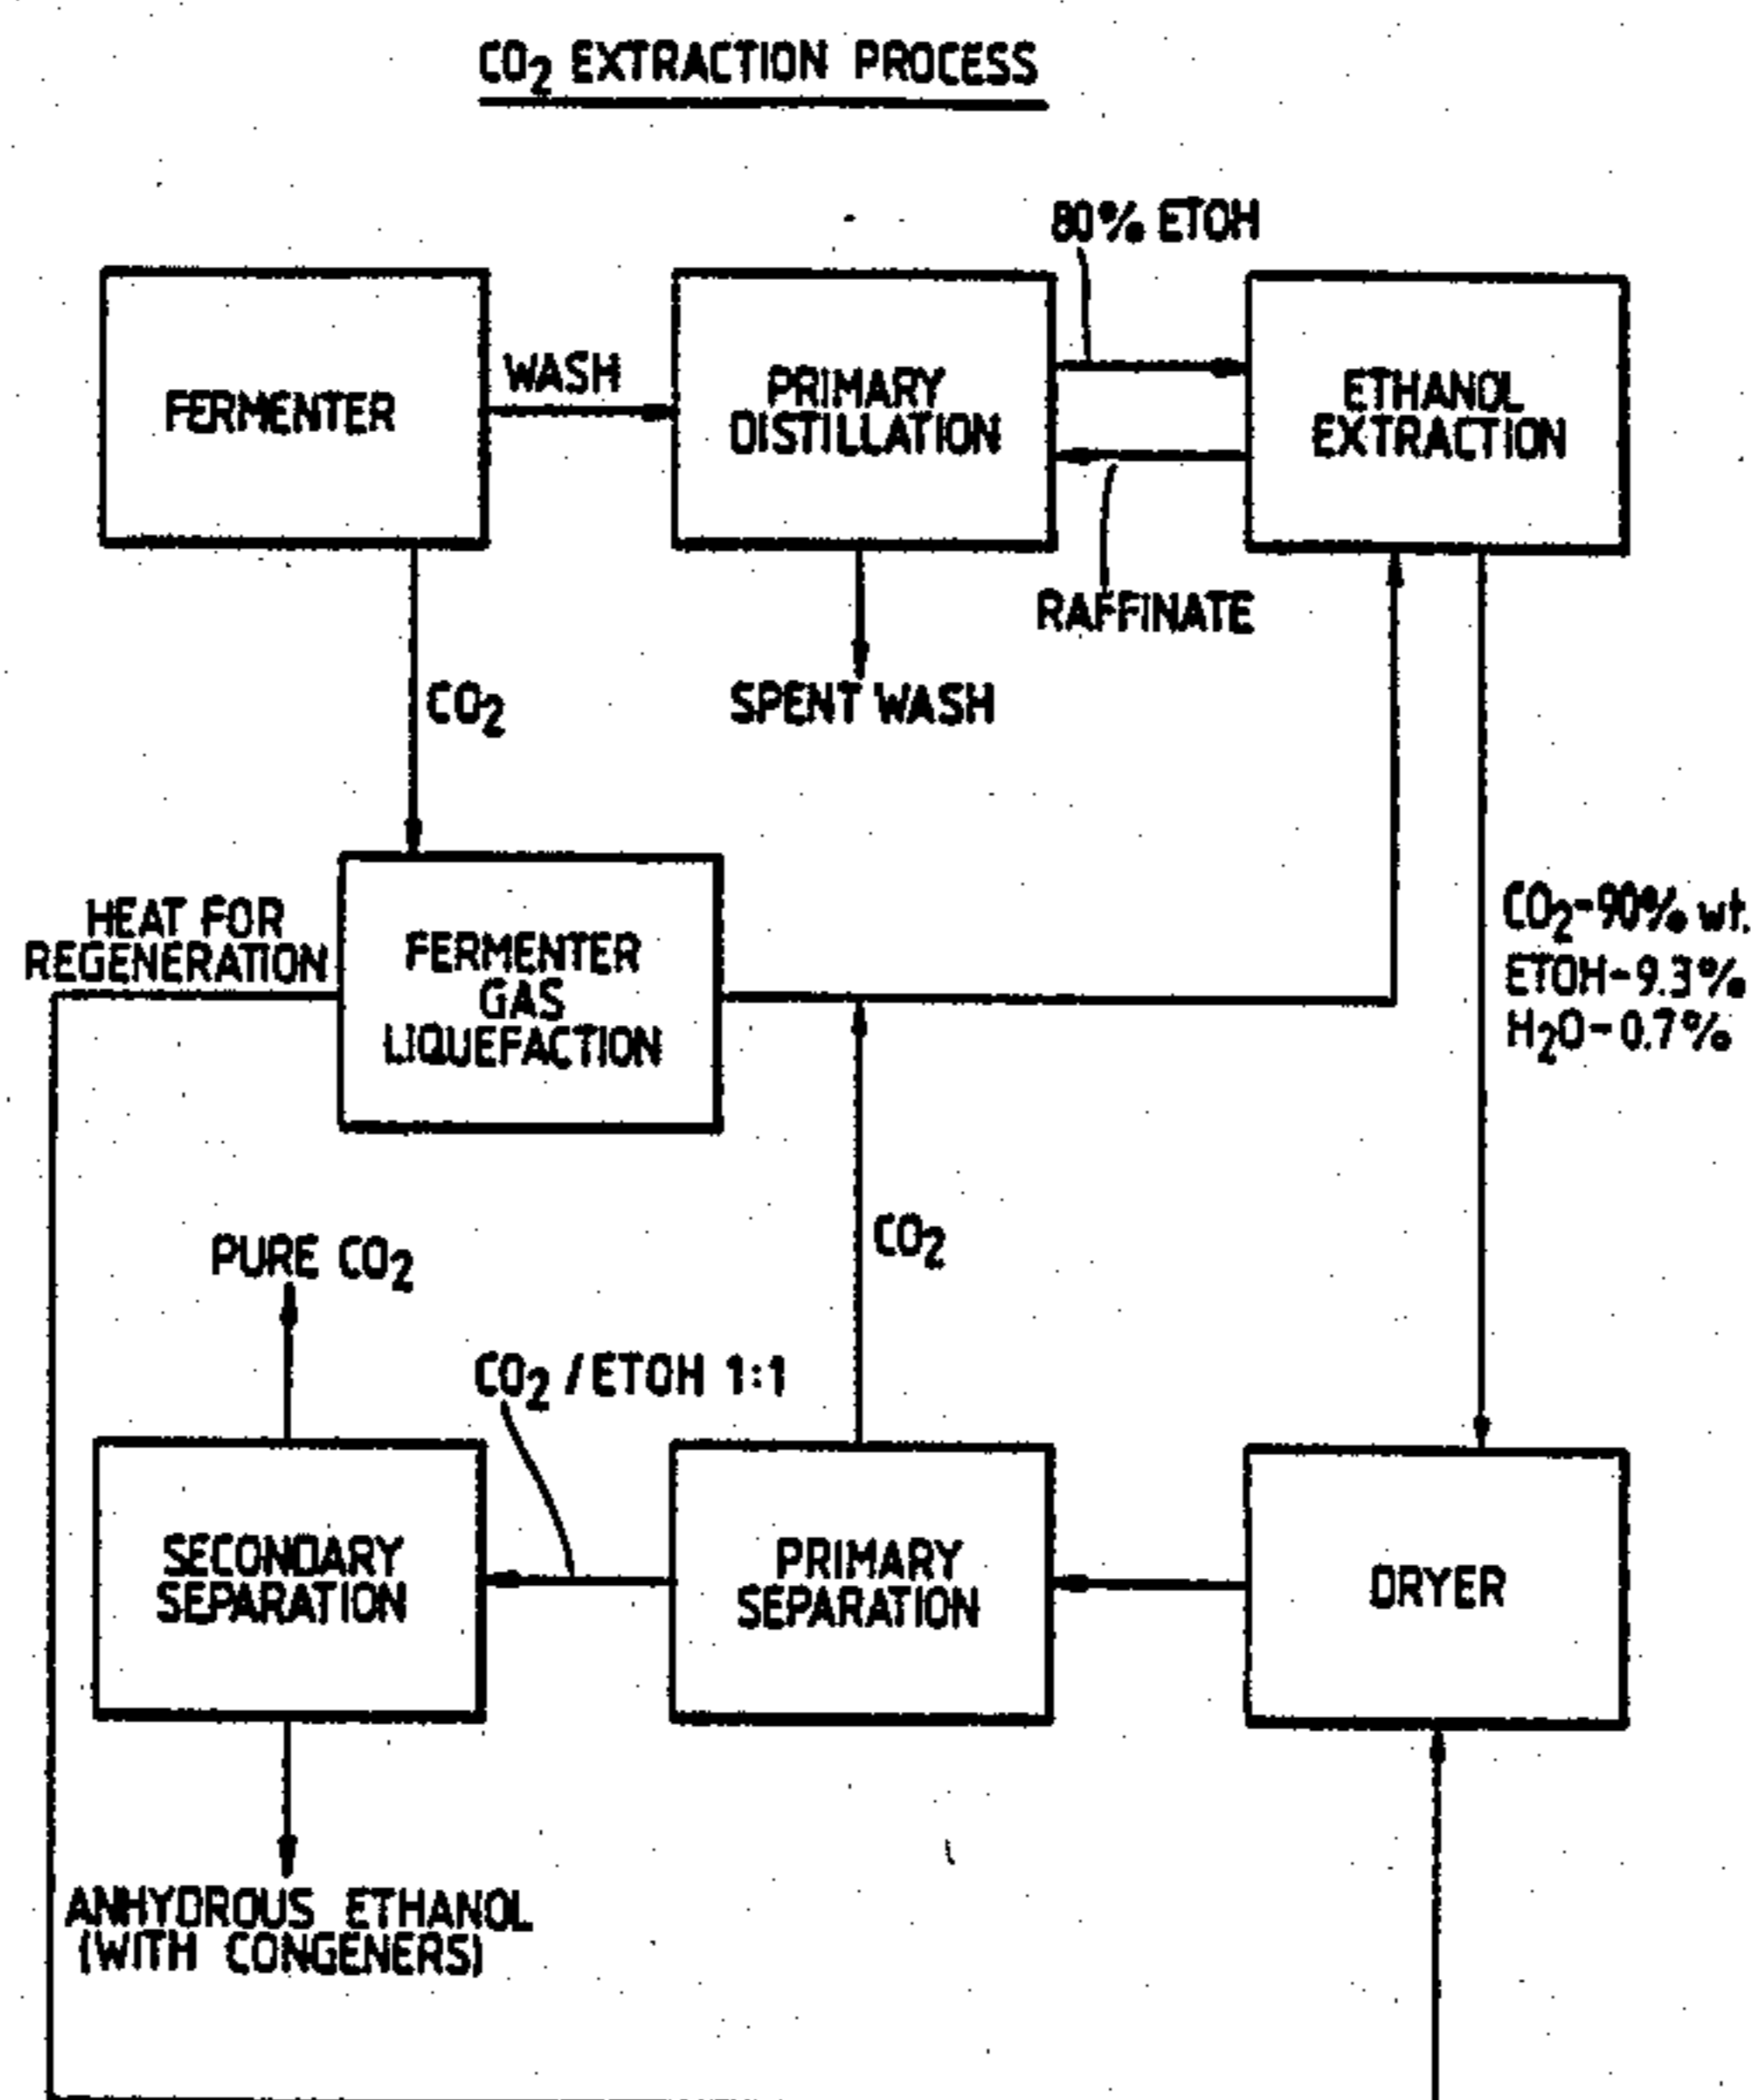 CO₂ EXTRACTION PROCESS
80% ETOH
FERMENTER
WASH
PRIMARY
DISTILLATION
ETHANOL
EXTRACTION
RAFFINATE
SPENT WASH
CO₂
HEAT FOR
REGENERATION
FERMENTER
GAS
LIQUEFACTION
CO₂-90% wt.
ETOH-9.3%
H₂O-0.7%
PURE CO₂
CO₂
CO₂/ETOH 1:1
SECONDARY
SEPARATION
PRIMARY
SEPARATION
DRYER
ANHYDROUS ETHANOL
(WITH CONGENERS)